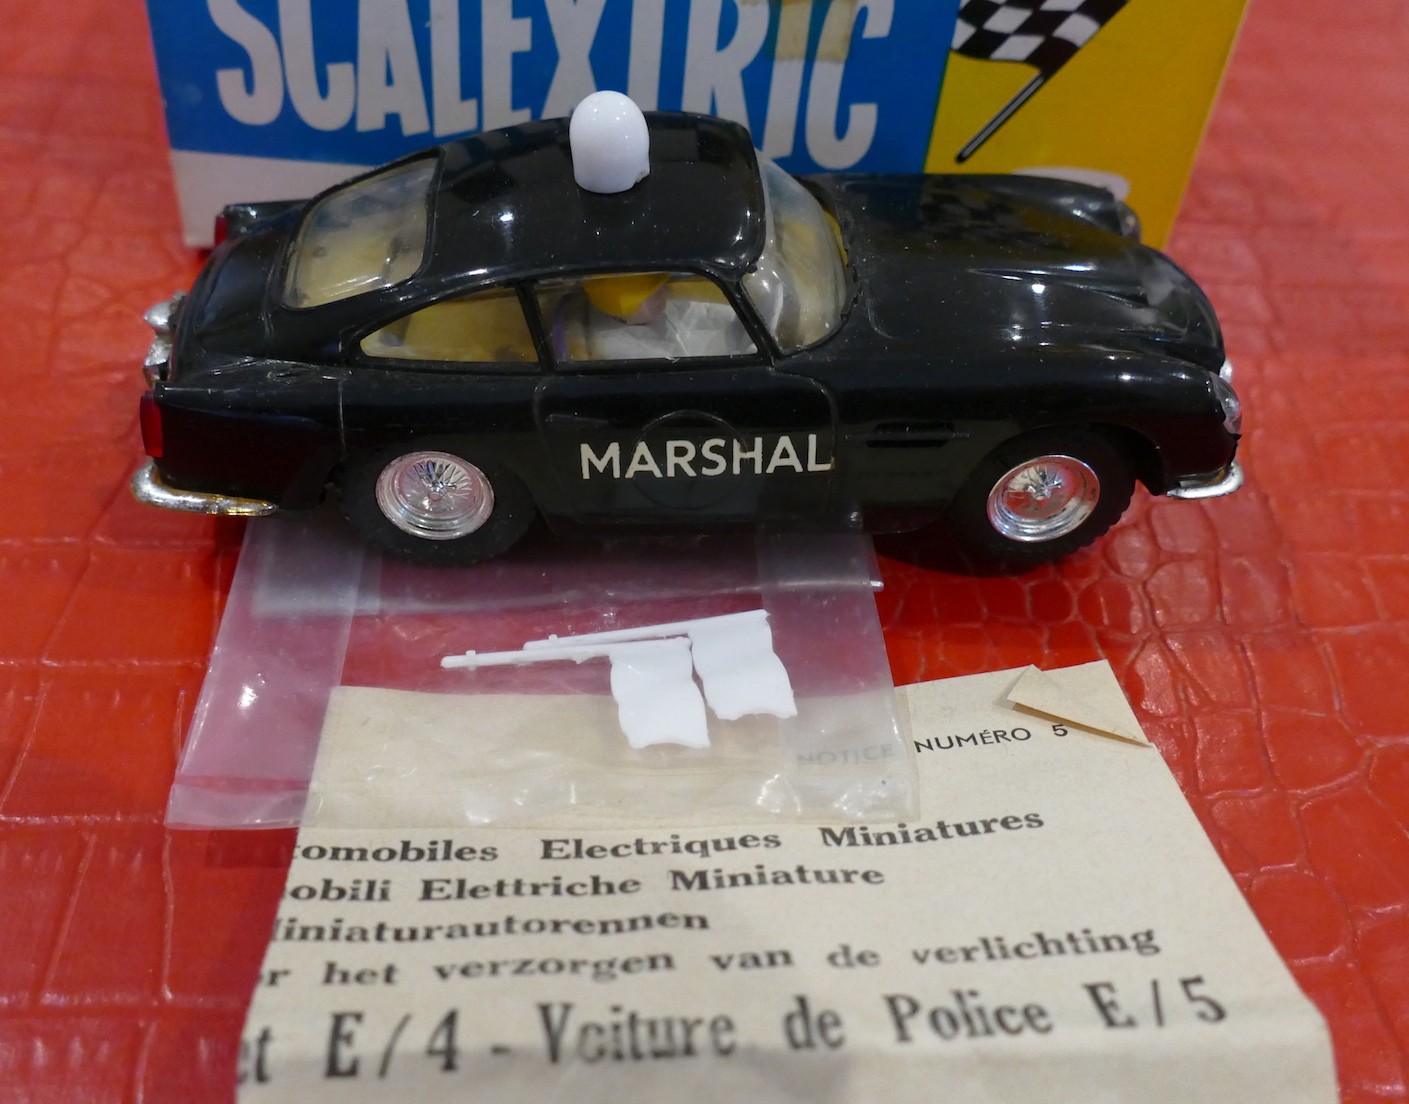 SCALEXTRIC
MARSHAL
NOTICE NUMÉRO 5
tomobiles Electriques Miniatures
obili Elettriche Miniature
iniaturautorennen
r het verzorgen van de verlichting
et E/4 - Voiture de Police E/5